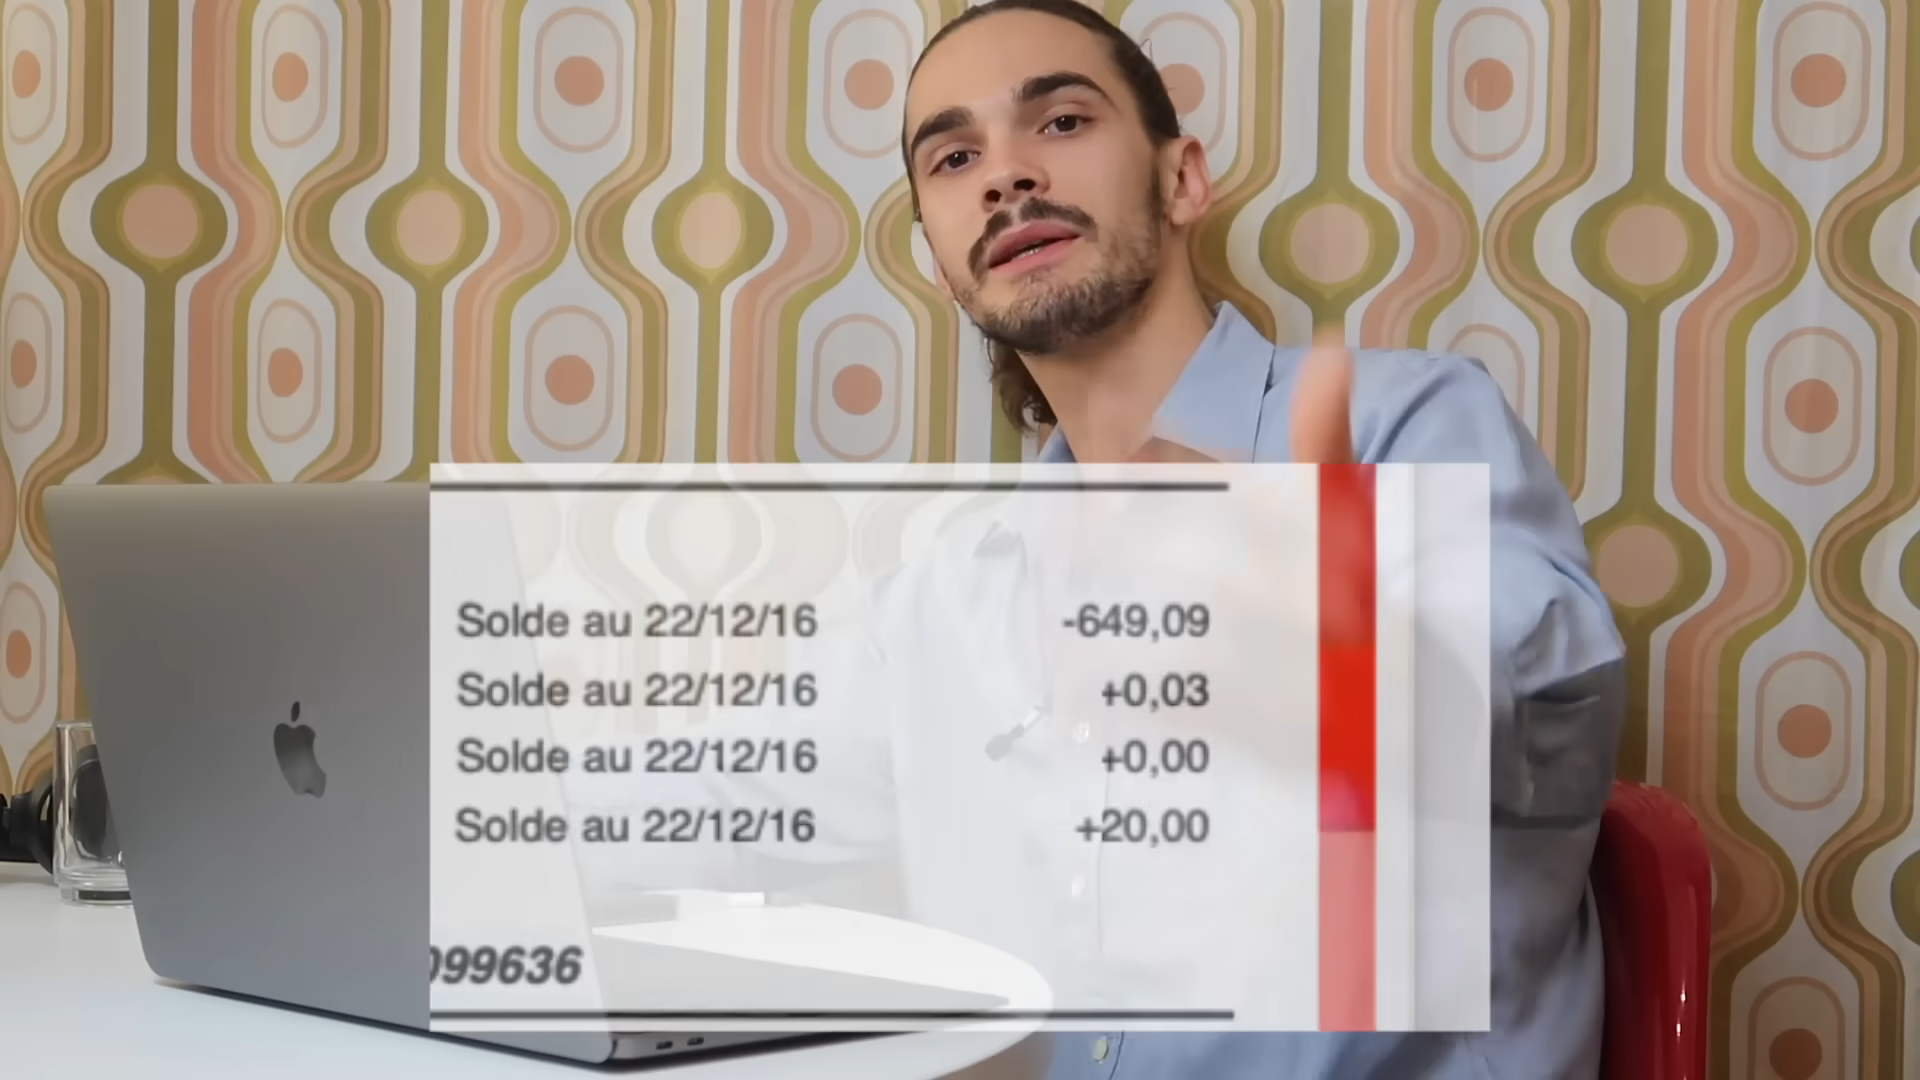 Solde au 22/12/16 -649,09
Solde au 22/12/16 +0,03
Solde au 22/12/16 +0,00
Solde au 22/12/16 +20,00
099636